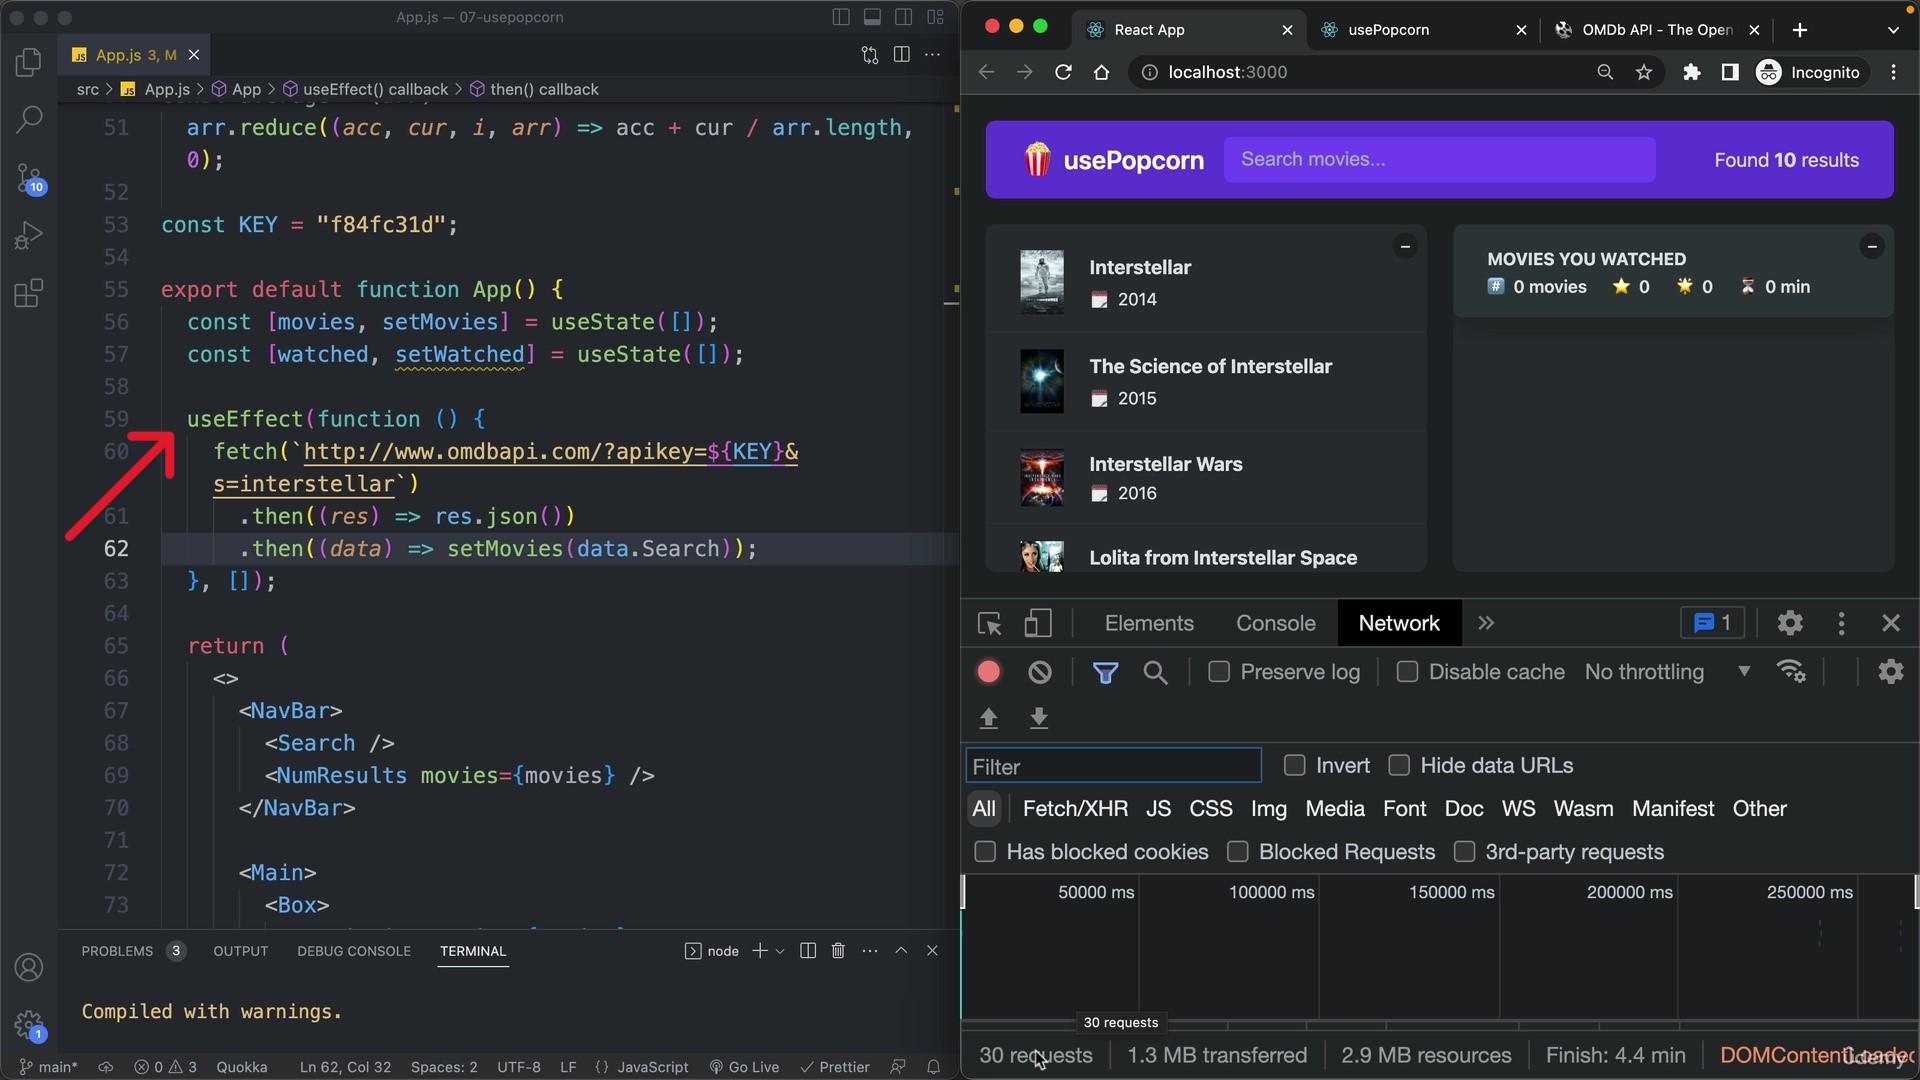 App.js — 07-usepopcorn
App.js 3, M
src > App.js > App > useEffect() callback > then() callback
51 arr.reduce((acc, cur, i, arr) => acc + cur / arr.length,
0);
52
53 const KEY = "f84fc31d";
54
55 export default function App() {
56 const [movies, setMovies] = useState([]);
57 const [watched, setWatched] = useState([]);
58
59 useEffect(function () {
60 fetch(`http://www.omdbapi.com/?apikey=${KEY}&
s=interstellar`)
61 .then((res) => res.json())
62 .then((data) => setMovies(data.Search));
63 }, []);
64
65 return (
66 <>
67 <NavBar>
68 <Search />
69 <NumResults movies={movies} />
70 </NavBar>
71
72 <Main>
73 <Box>
10
1
PROBLEMS 3 OUTPUT DEBUG CONSOLE TERMINAL node
Compiled with warnings.
main* 0 3 Quokka Ln 62, Col 32 Spaces: 2 UTF-8 LF {} JavaScript Go Live Prettier
React App usePopcorn OMDb API - The Open
localhost:3000 Incognito
usePopcorn Search movies... Found 10 results
Interstellar
2014
The Science of Interstellar
2015
Interstellar Wars
2016
Lolita from Interstellar Space
MOVIES YOU WATCHED
# 0 movies 0 0 0 min
Elements Console Network 1
Preserve log Disable cache No throttling
Filter Invert Hide data URLs
All Fetch/XHR JS CSS Img Media Font Doc WS Wasm Manifest Other
Has blocked cookies Blocked Requests 3rd-party requests
50000 ms 100000 ms 150000 ms 200000 ms 250000 ms
30 requests
30 requests 1.3 MB transferred 2.9 MB resources Finish: 4.4 min DOMContentLoaded
Udemy